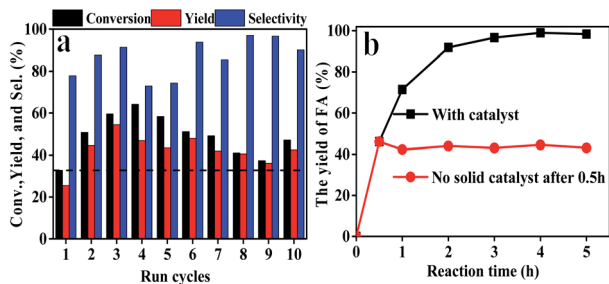 Conversion Yield Selectivity
a
Conv.,Yield, and Sel. (%)
100
80
60
40
20
0
1 2 3 4 5 6 7 8 9 10
Run cycles
b
The yield of FA (%)
100
80
60
40
20
0
With catalyst
No solid catalyst after 0.5h
0 1 2 3 4 5
Reaction time (h)